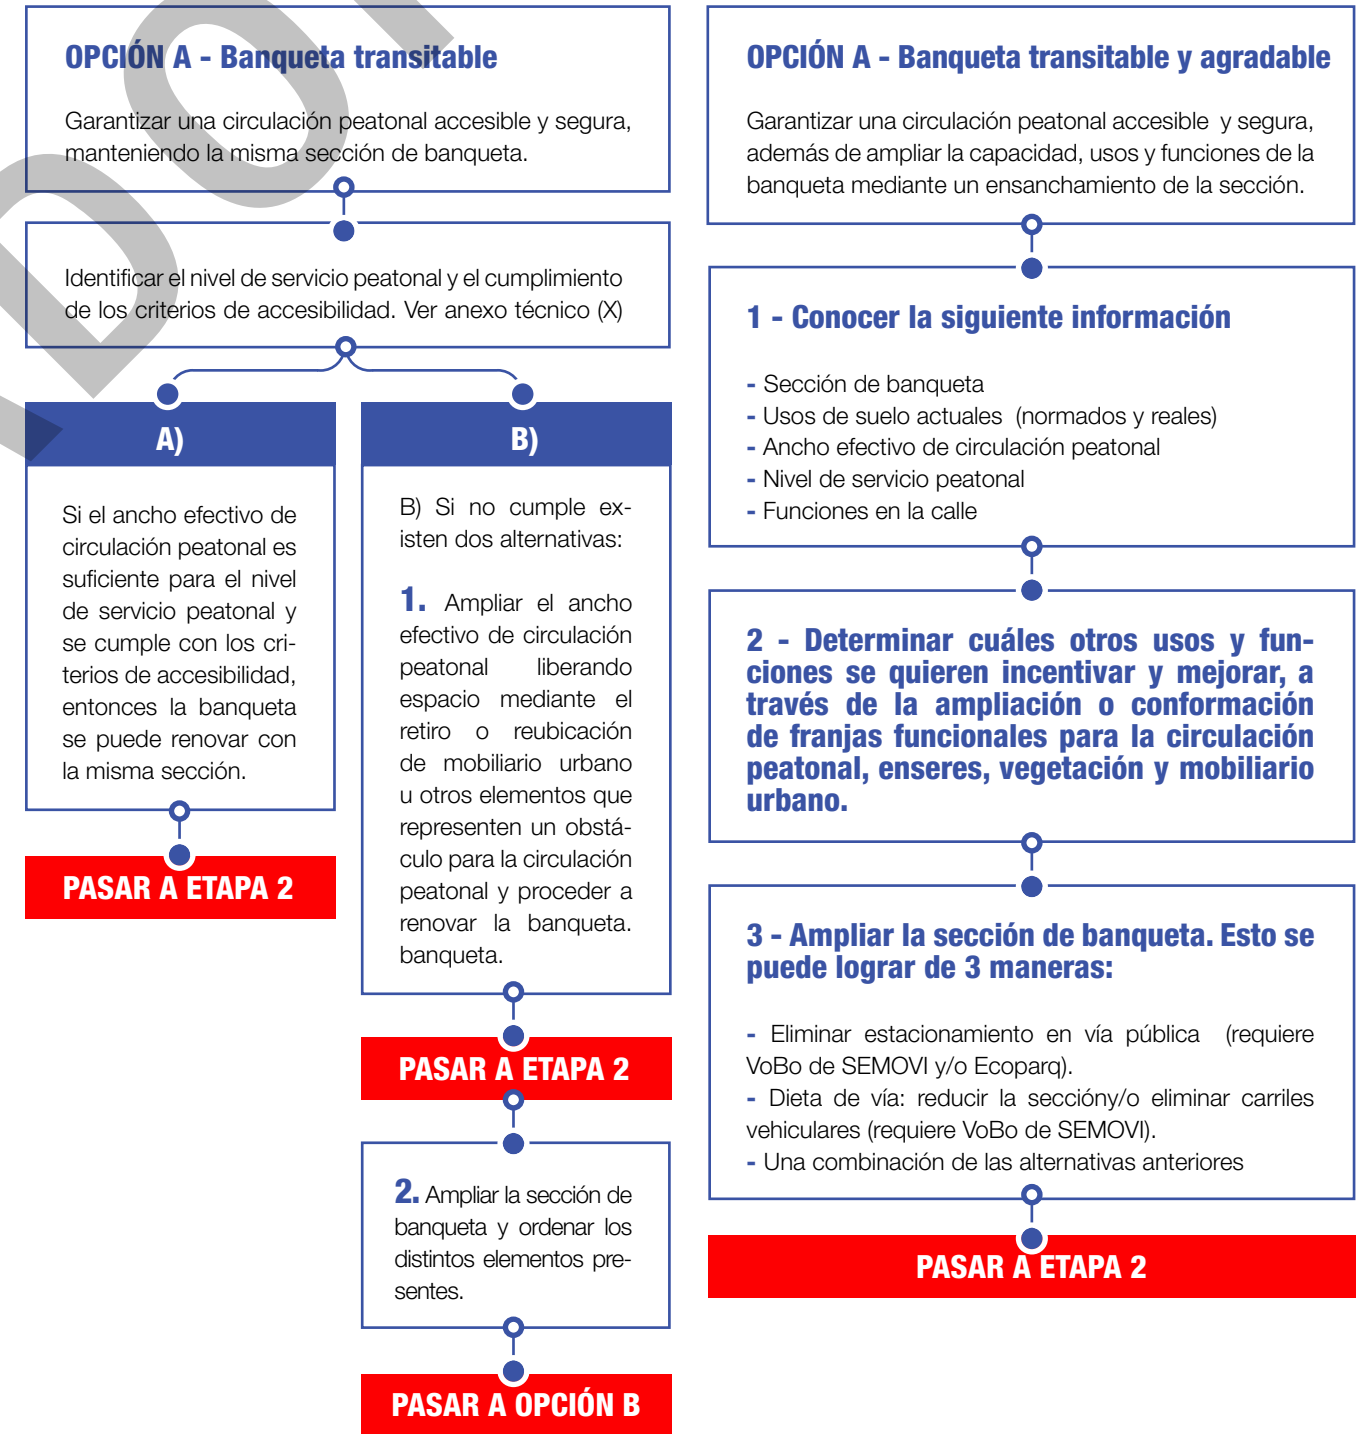 OPCIÓN A - Banqueta transitable
Garantizar una circulación peatonal accesible y segura,
manteniendo la misma sección de banqueta.
Identificar el nivel de servicio peatonal y el cumplimiento
de los criterios de accesibilidad. Ver anexo técnico (X)
A)
Si el ancho efectivo de
circulación peatonal es
suficiente para el nivel
de servicio peatonal y
se cumple con los cri-
terios de accesibilidad,
entonces la banqueta
se puede renovar con
la misma sección.
PASAR A ETAPA 2
B)
B) Si no cumple ex-
isten dos alternativas:
1. Ampliar el ancho
efectivo de circulación
peatonal liberando
espacio mediante el
retiro o reubicación
de mobiliario urbano
u otros elementos que
representen un obstá-
culo para la circulación
peatonal y proceder a
renovar la banqueta.
banqueta.
PASAR A ETAPA 2
2. Ampliar la sección de
banqueta y ordenar los
distintos elementos pre-
sentes.
PASAR A OPCIÓN B
OPCIÓN A - Banqueta transitable y agradable
Garantizar una circulación peatonal accesible y segura,
además de ampliar la capacidad, usos y funciones de la
banqueta mediante un ensanchamiento de la sección.
1 - Conocer la siguiente información
- Sección de banqueta
- Usos de suelo actuales (normados y reales)
- Ancho efectivo de circulación peatonal
- Nivel de servicio peatonal
- Funciones en la calle
2 - Determinar cuáles otros usos y fun-
ciones se quieren incentivar y mejorar, a
través de la ampliación o conformación
de franjas funcionales para la circulación
peatonal, enseres, vegetación y mobiliario
urbano.
3 - Ampliar la sección de banqueta. Esto se
puede lograr de 3 maneras:
- Eliminar estacionamiento en vía pública (requiere
VoBo de SEMOVI y/o Ecoparq).
- Dieta de vía: reducir la seccióny/o eliminar carriles
vehiculares (requiere VoBo de SEMOVI).
- Una combinación de las alternativas anteriores
PASAR A ETAPA 2